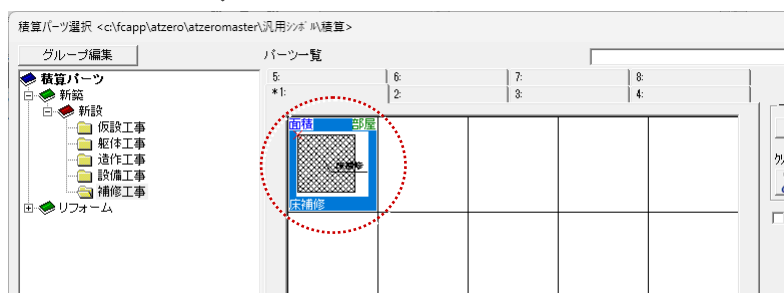 積算パーツ選択 <c:\fcapp\atzero\atzeromaster\汎用シンボル\積算>
グループ編集
パーツ一覧
積算パーツ
新築
新設
仮設工事
躯体工事
造作工事
設備工事
補修工事
リフォーム
5:
6:
7:
8:
*1:
2:
3:
4:
面積
部屋
床補修
床補修